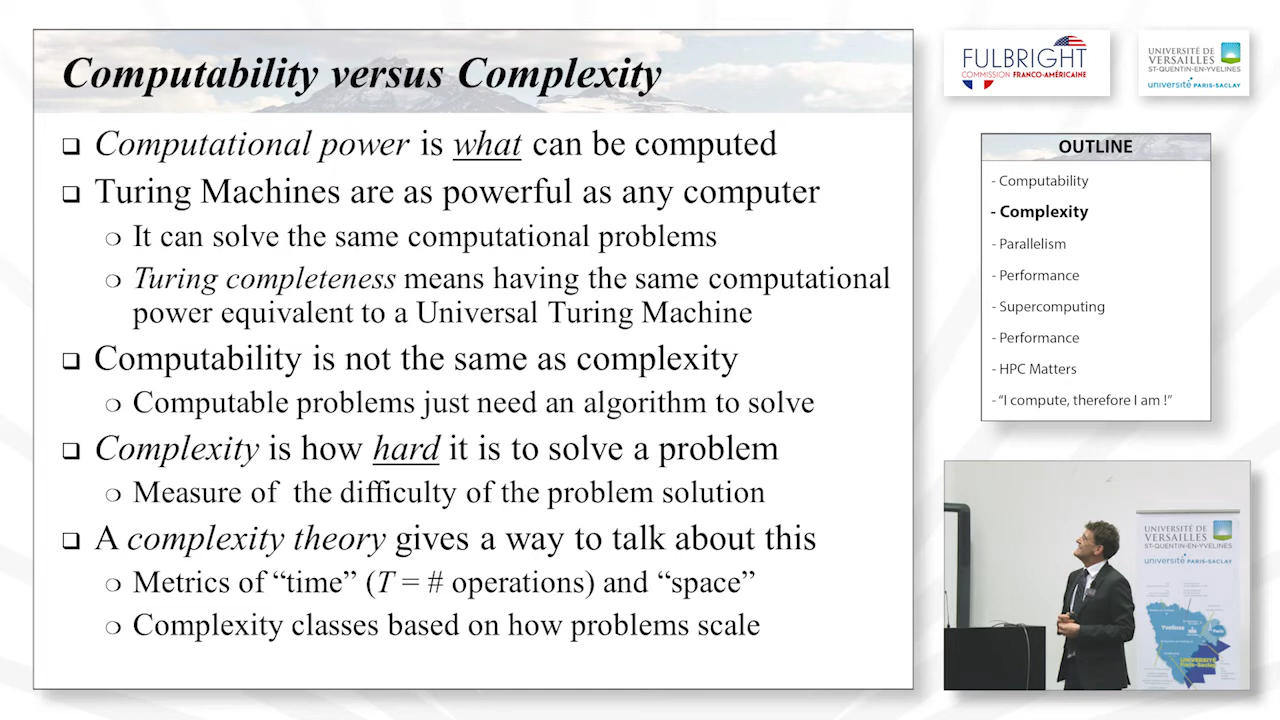 Computability versus Complexity
❑ Computational power is what can be computed
❑ Turing Machines are as powerful as any computer
❍ It can solve the same computational problems
❍ Turing completeness means having the same computational
power equivalent to a Universal Turing Machine
❑ Computability is not the same as complexity
❍ Computable problems just need an algorithm to solve
❑ Complexity is how hard it is to solve a problem
❍ Measure of the difficulty of the problem solution
❑ A complexity theory gives a way to talk about this
❍ Metrics of “time” (T = # operations) and “space”
❍ Complexity classes based on how problems scale
FULBRIGHT
COMMISSION FRANCO-AMÉRICAINE
UNIVERSITÉ DE
VERSAILLES
ST-QUENTIN-EN-YVELINES
université PARIS-SACLAY
OUTLINE
- Computability
- Complexity
- Parallelism
- Performance
- Supercomputing
- Performance
- HPC Matters
- “I compute, therefore I am !”
UNIVERSITÉ DE
VERSAILLES
ST-QUENTIN-EN-YVELINES
université PARIS-SACLAY
Yvelines
Paris
UNIVERSITÉ
Paris-Saclay